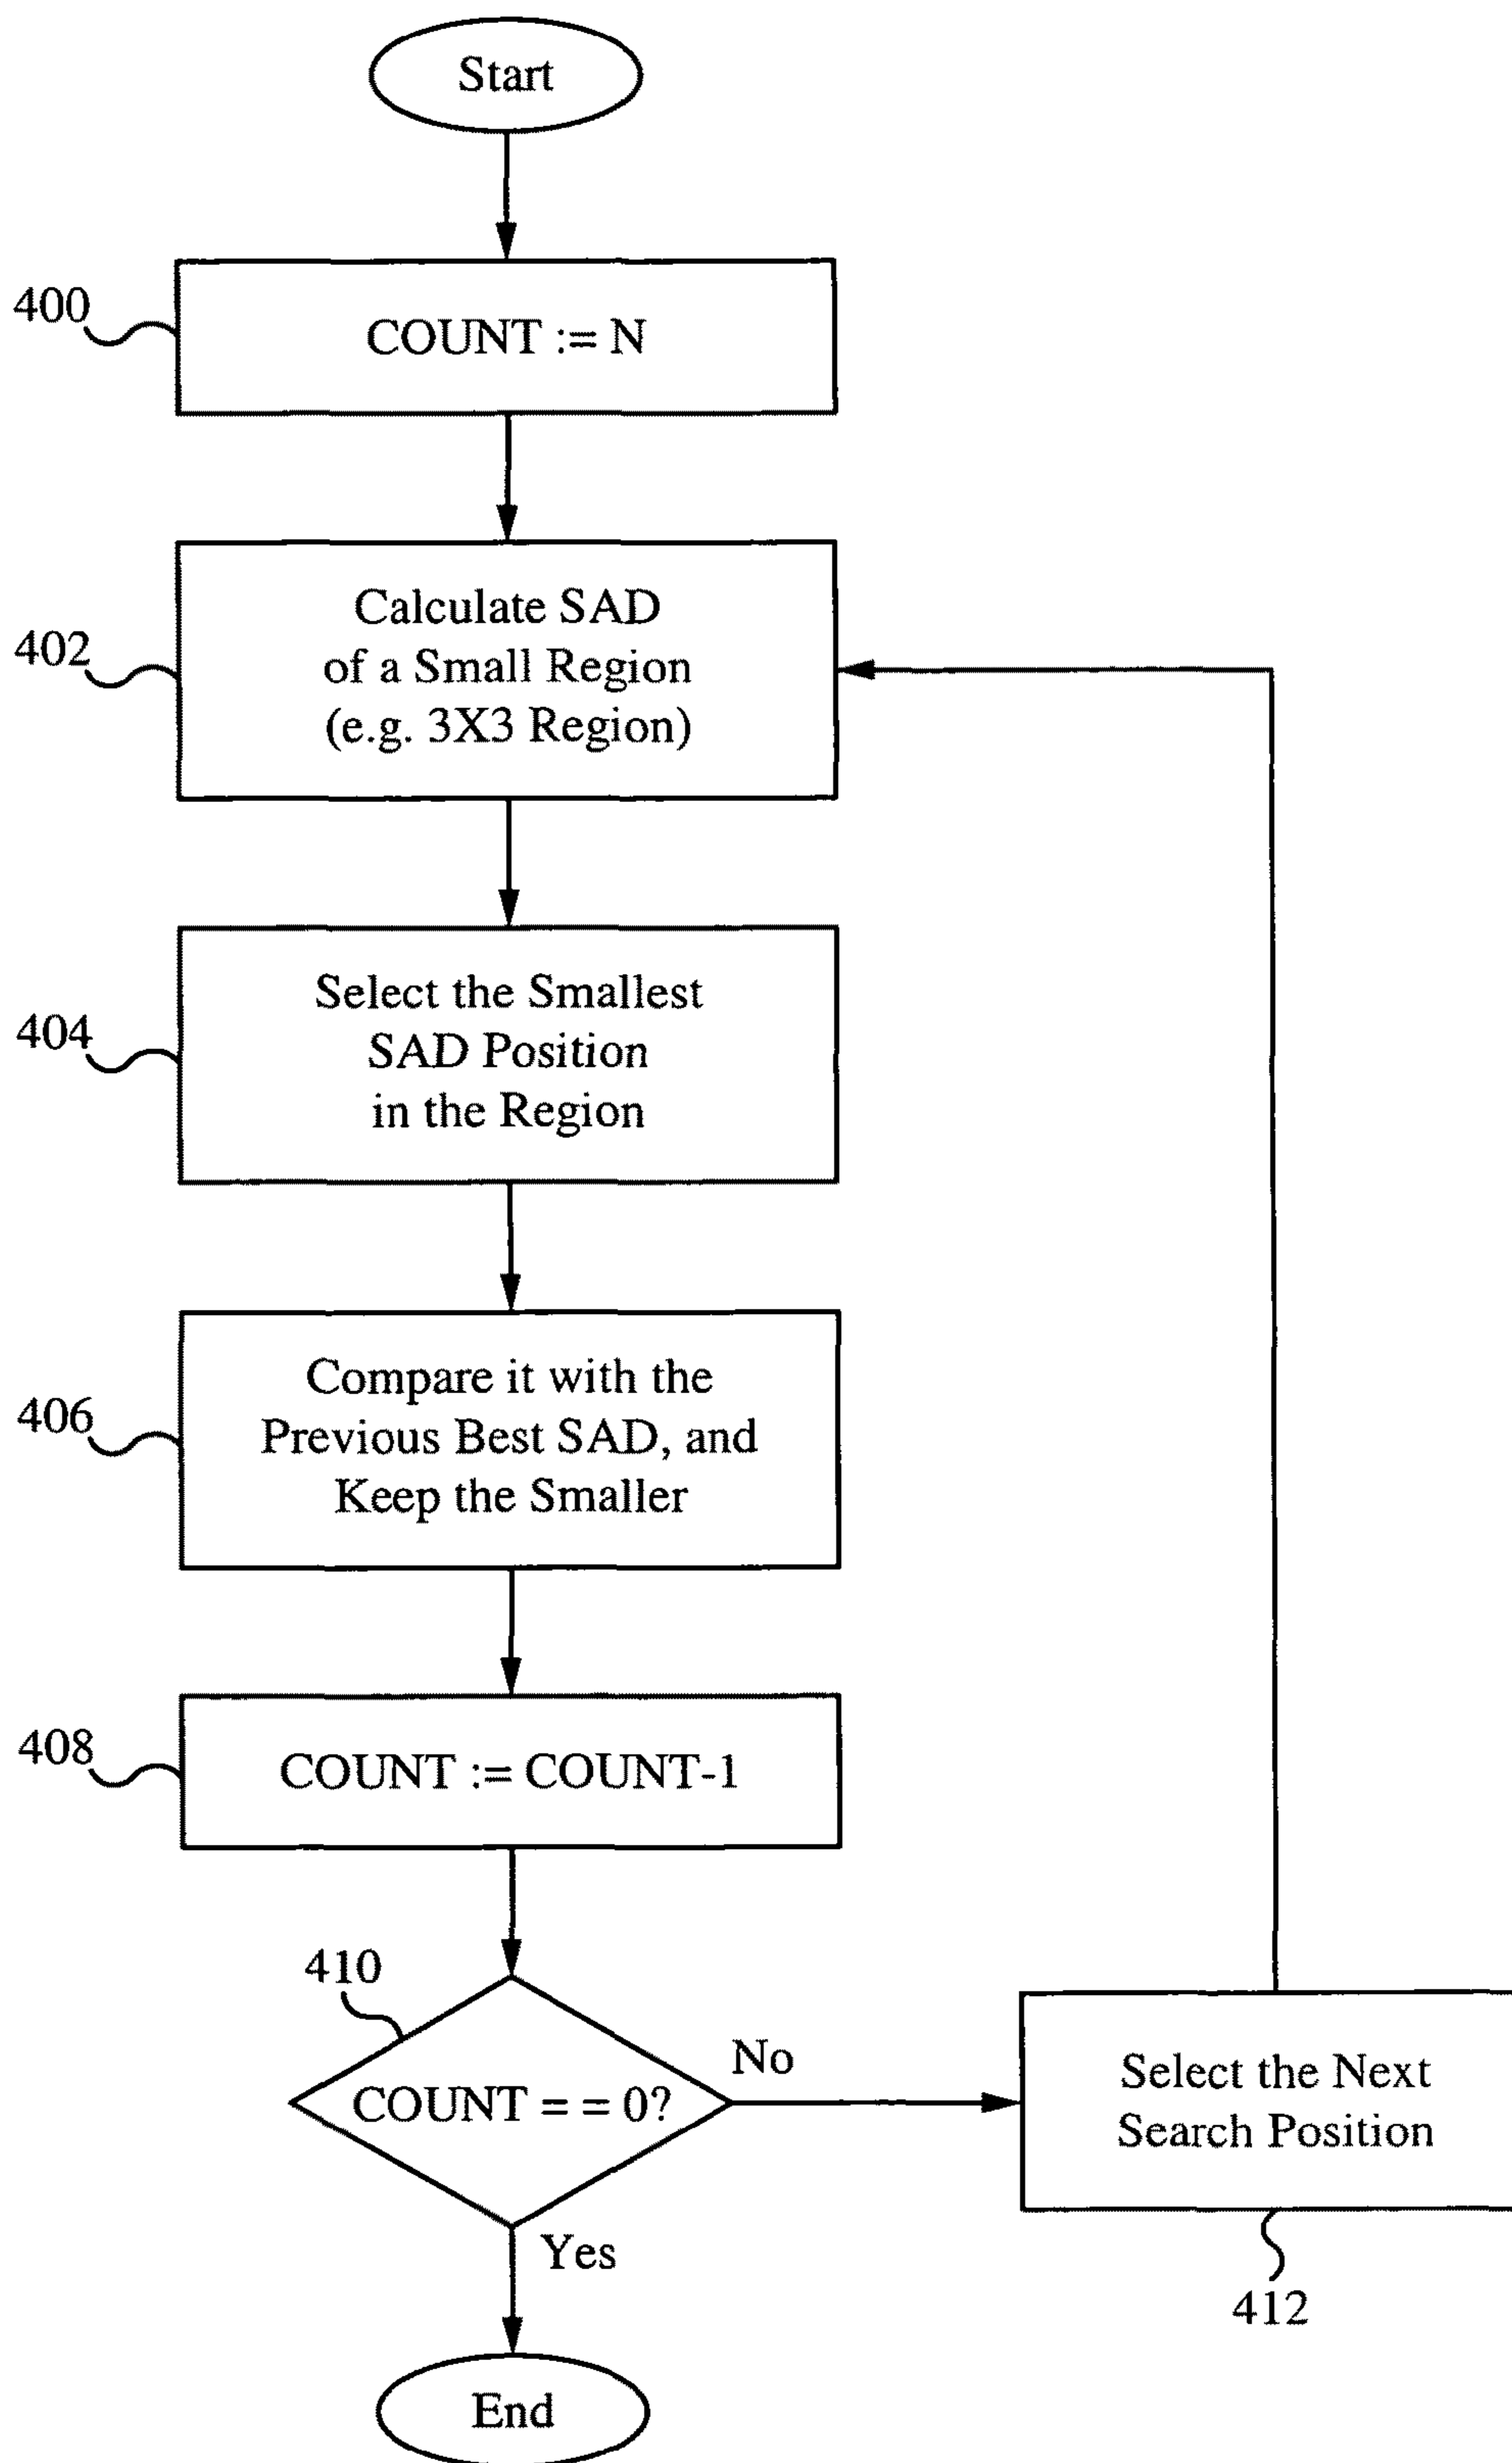 Start
400
COUNT := N
402
Calculate SAD
of a Small Region
(e.g. 3X3 Region)
404
Select the Smallest
SAD Position
in the Region
406
Compare it with the
Previous Best SAD, and
Keep the Smaller
408
COUNT := COUNT-1
410
COUNT = = 0?
No
Select the Next
Search Position
412
Yes
End